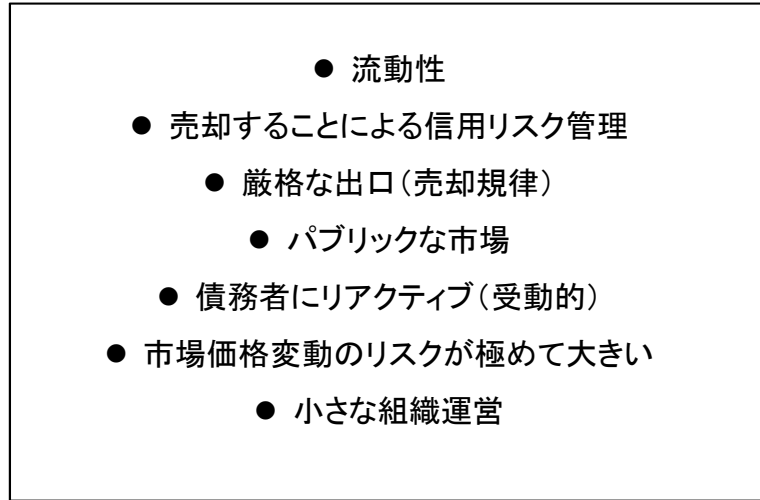 ● 流動性
● 売却することによる信用リスク管理
● 厳格な出口（売却規律）
● パブリックな市場
● 債務者にリアクティブ（受動的）
● 市場価格変動のリスクが極めて大きい
● 小さな組織運営